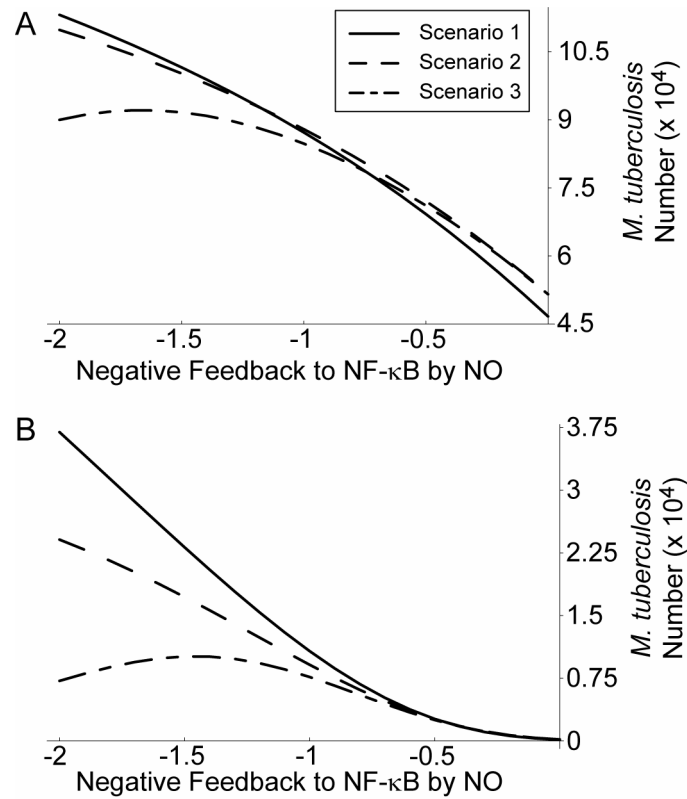 A
Scenario 1
Scenario 2
Scenario 3
10.5
9
7.5
6
4.5
M. tuberculosis
Number (x 10⁴)
-2
-1.5
-1
-0.5
Negative Feedback to NF-κB by NO
B
3.75
3
2.25
1.5
0.75
0
M. tuberculosis
Number (x 10⁴)
-2
-1.5
-1
-0.5
Negative Feedback to NF-κB by NO